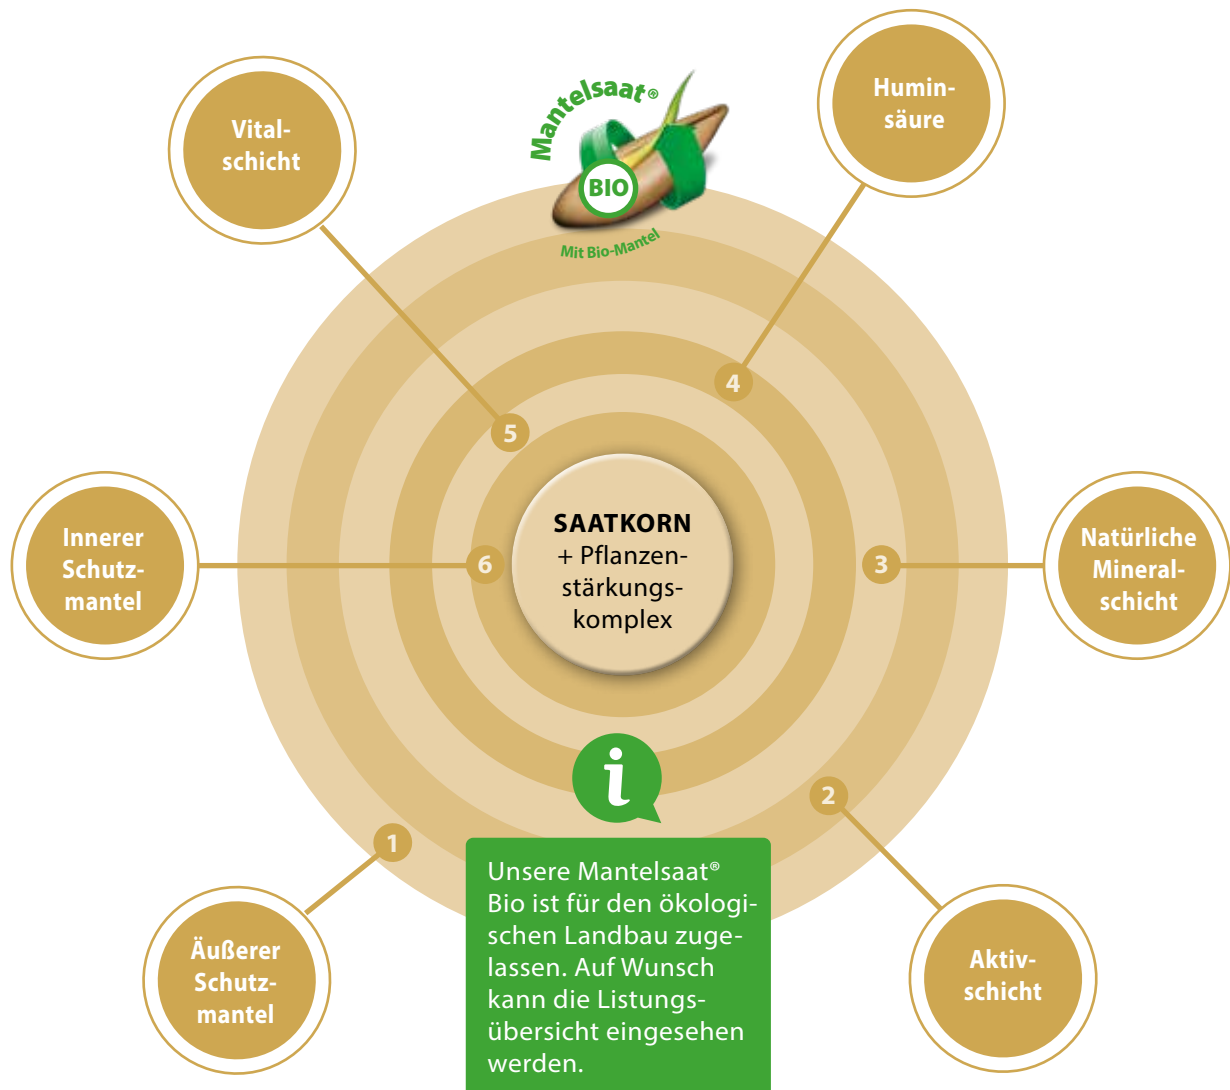 Mantelsaat®
BIO
Mit Bio-Mantel
Vital-
schicht
Humin-
säure
4
5
Innerer
Schutz-
mantel
6
SAATKORN
+ Pflanzen-
stärkungs-
komplex
3
Natürliche
Mineral-
schicht
2
1
i
Äußerer
Schutz-
mantel
Unsere Mantelsaat®
Bio ist für den ökologi-
schen Landbau zuge-
lassen. Auf Wunsch
kann die Listungs-
übersicht eingesehen
werden.
Aktiv-
schicht